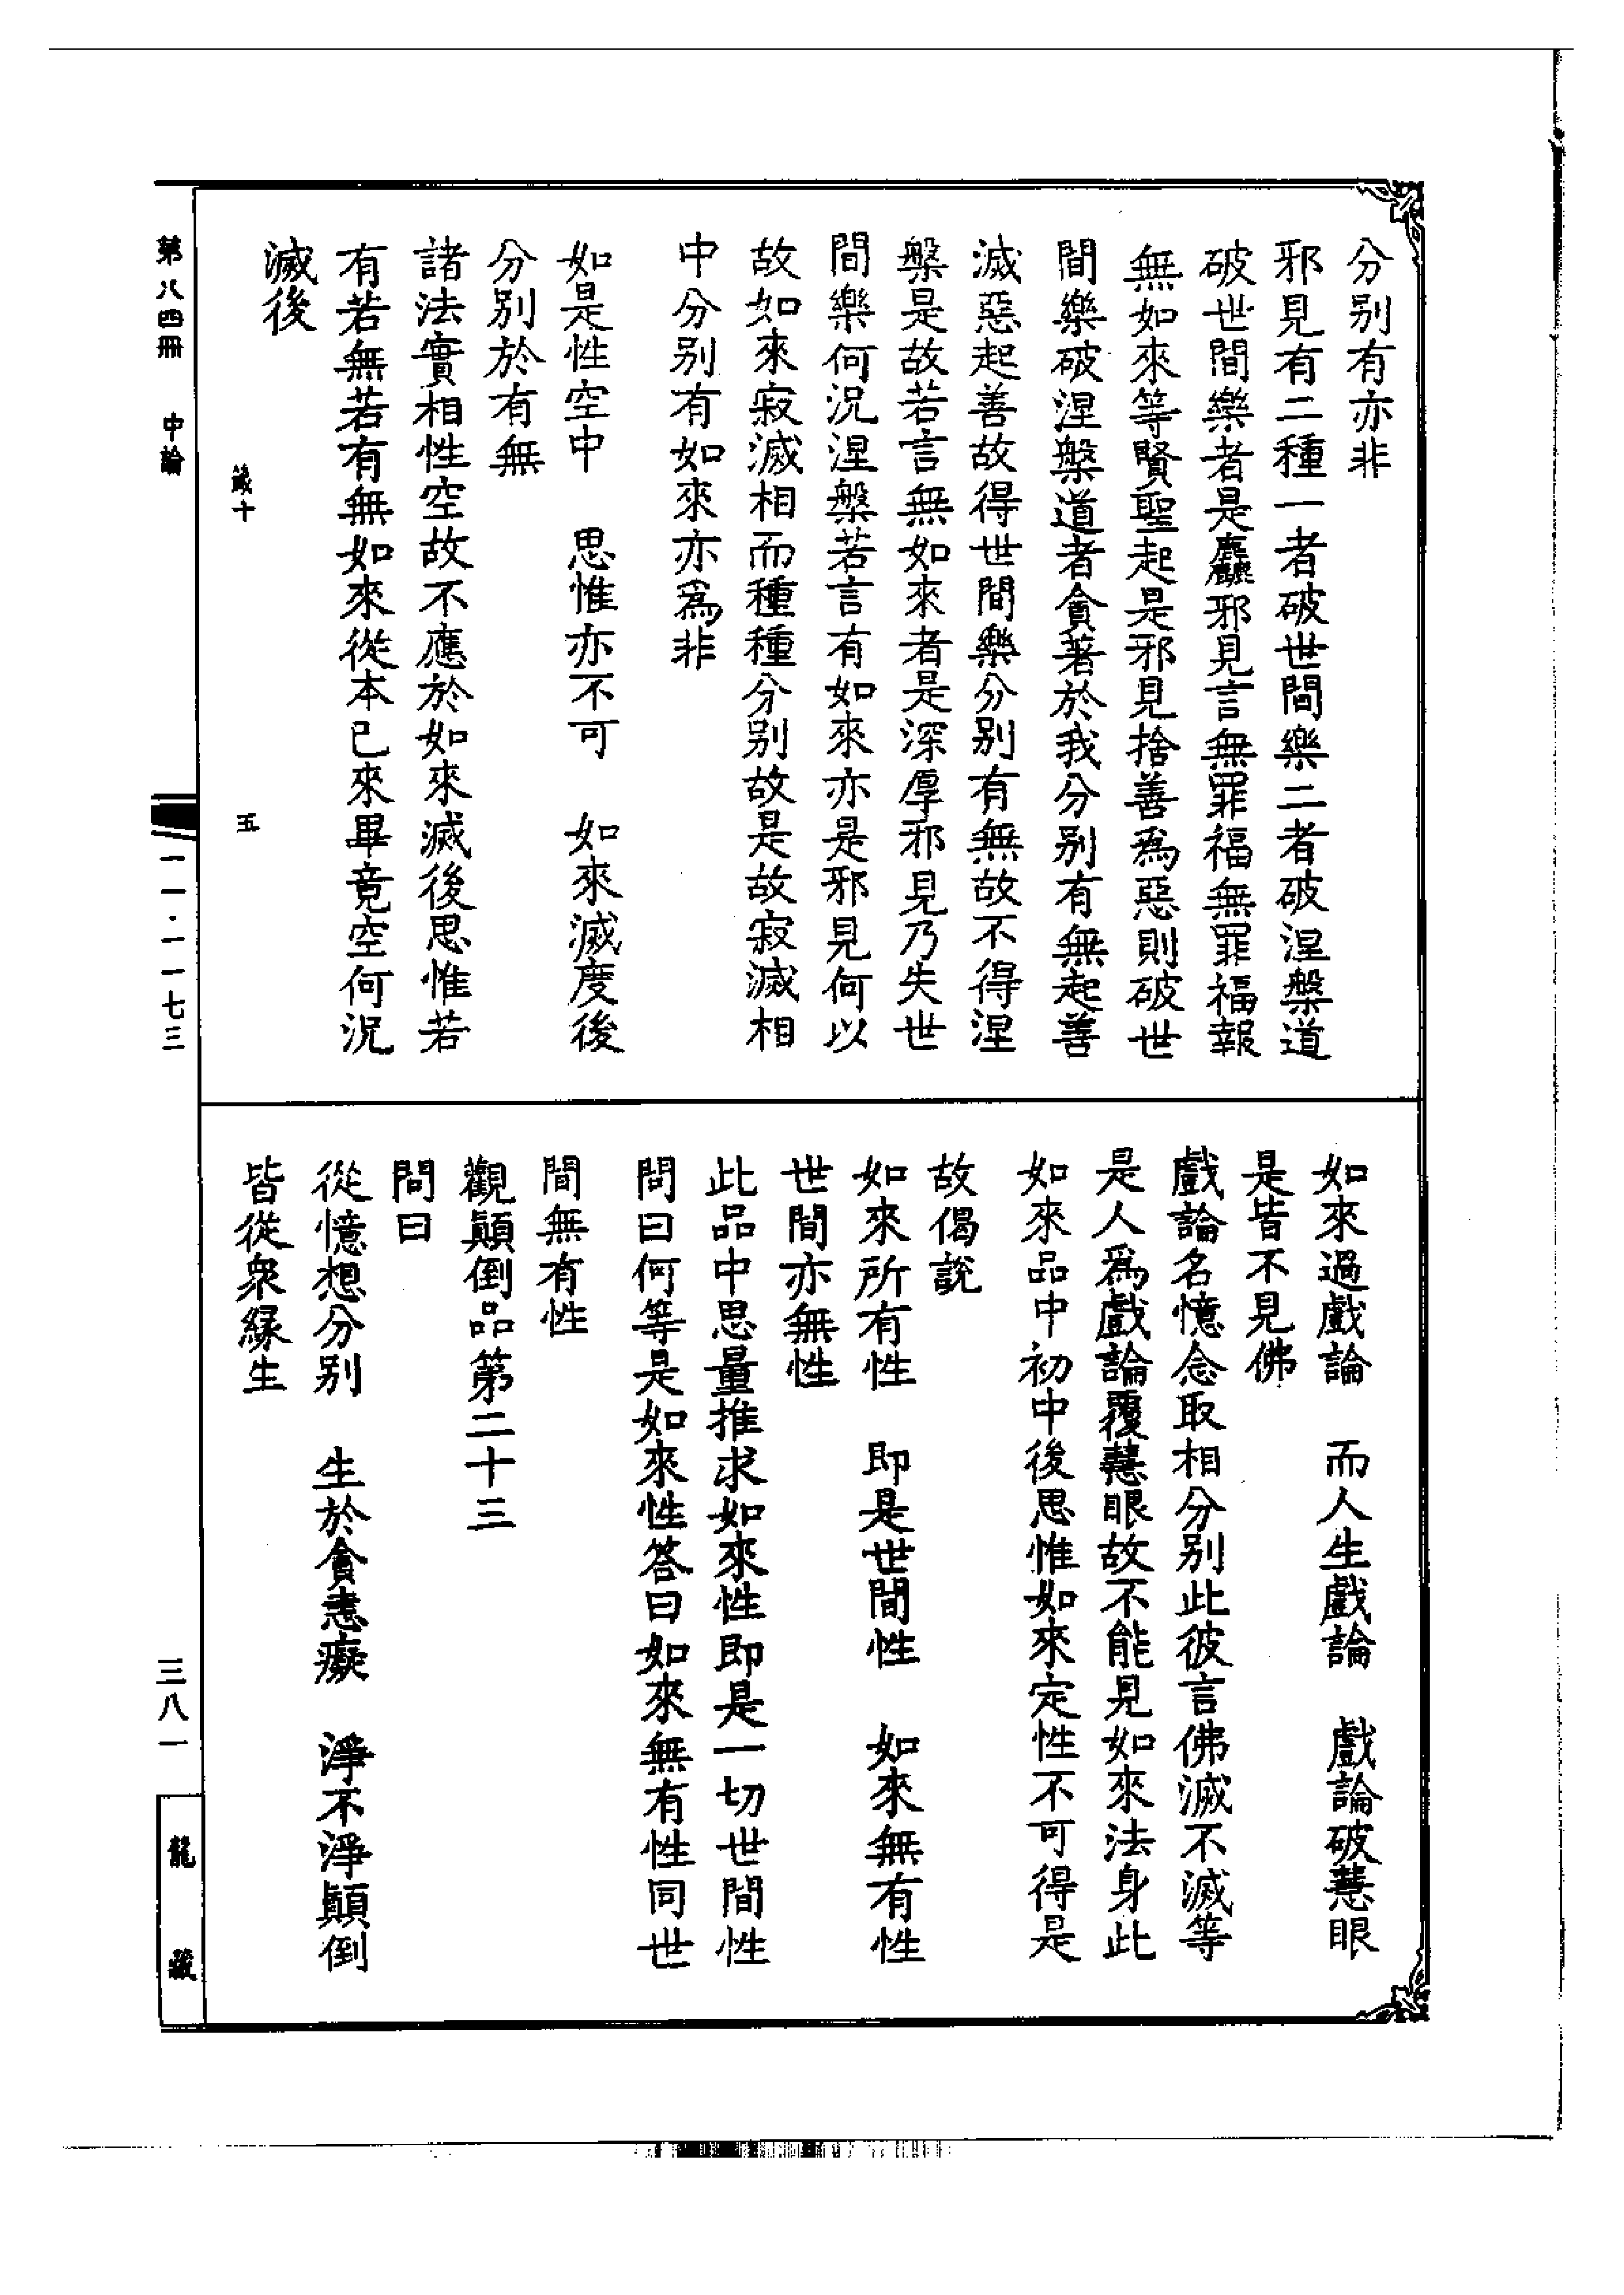 分別有亦非
邪見有二種一者破世間樂二者破涅槃道
破世間樂者是麤邪見言無罪福無罪福報
無如來等賢聖起是邪見捨善爲惡則破世
間樂破涅槃道者貪著於我分別有無起善
滅惡起善故得世間樂分別有無故不得涅
槃是故若言無如來者是深厚邪見乃失世
間樂何況涅槃若言有如來亦是邪見何以
故如來寂滅相而種種分別故是故寂滅相
中分別有如來亦爲非
如是性空中　思惟亦不可　如來滅度後
分別於有無
諸法實相性空故不應於如來滅後思惟若
有若無若有無如來從本已來畢竟空何況
滅後
如來過戲論　而人生戲論　戲論破慧眼
是皆不見佛
戲論名憶念取相分別此彼言佛滅不滅等
是人爲戲論覆慧眼故不能見如來法身此
如來品中初中後思惟如來定性不可得是
故偈說
如來所有性　即是世間性　如來無有性
世間亦無性
此品中思量推求如來性即是一切世間性
問曰何等是如來性答曰如來無有性同世
間無有性
觀顛倒品第二十三
問曰
從憶想分別　生於貪恚癡　淨不淨顛倒
皆從衆緣生
五
第八四冊　中論
一一·一一七三
三八一
龍藏